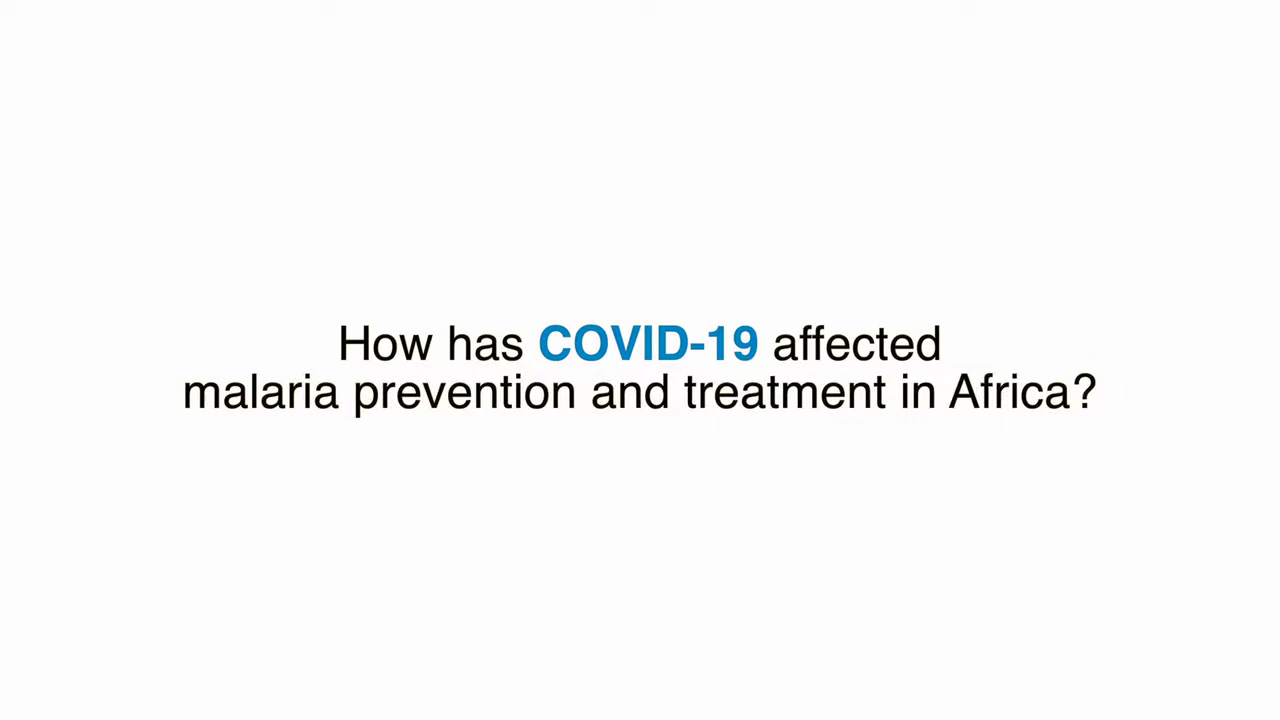 How has COVID-19 affected
malaria prevention and treatment in Africa?